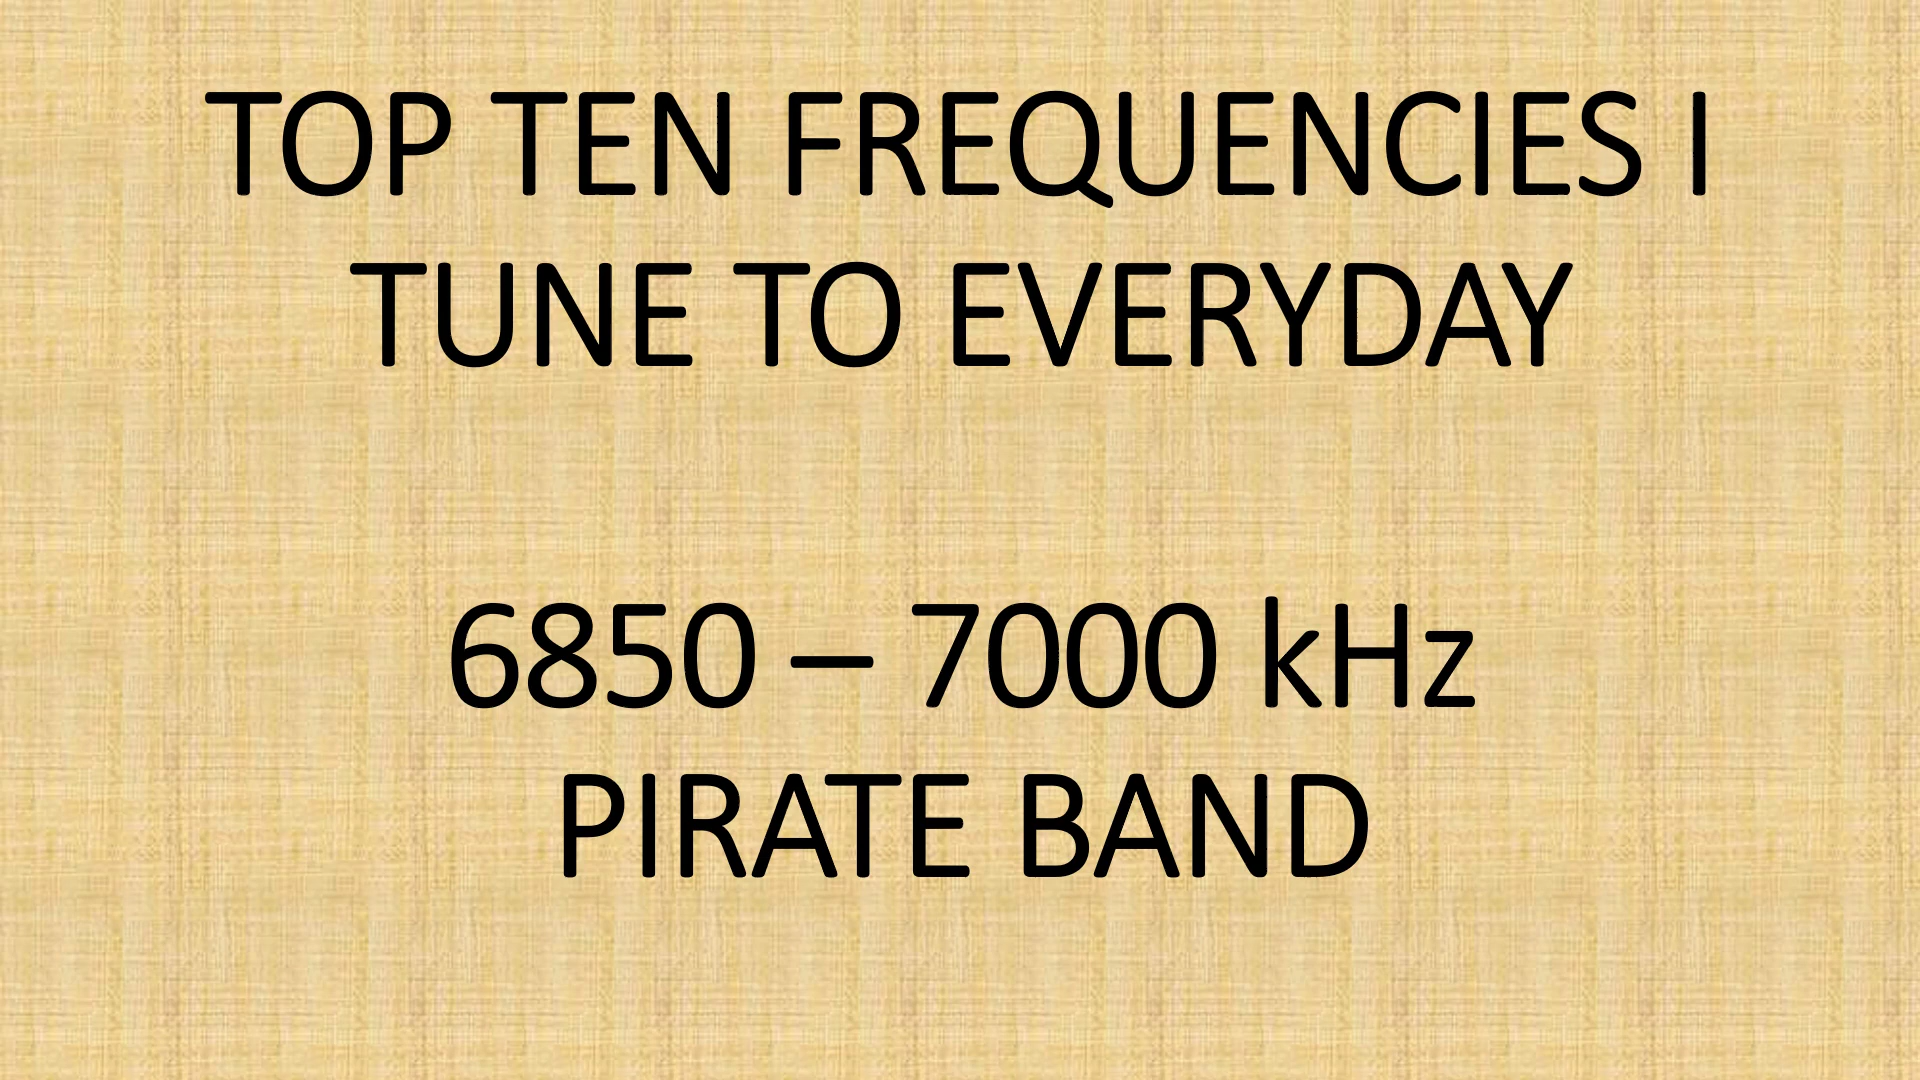 TOP TEN FREQUENCIES I
TUNE TO EVERYDAY
6850 – 7000 kHz
PIRATE BAND